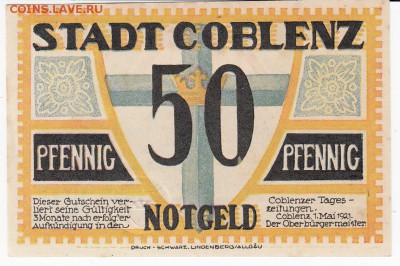 COINS.LAVE.RU
STADT COBLENZ
50
PFENNIG
PFENNIG
NOTGELD
Dieser Gutschein ver-
liert seine Gültigkeit
3 Monate nach erfolgter
Aufkündigung in den
Coblenzer Tages-
zeitungen.
Coblenz, 1. Mai 1921.
Der Oberbürgermeister
DRUCK - SCHWARZ, LINDENBERG/ALLGÄU